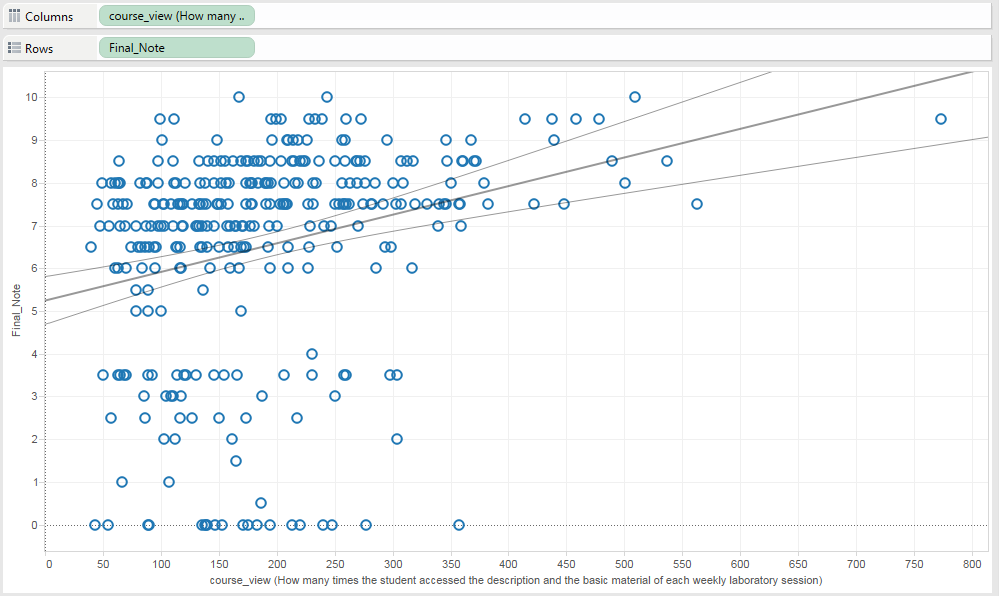 Columns course_view (How many ..
Rows Final_Note
10
9
8
7
6
5
4
3
2
1
0
Final_Note
0 50 100 150 200 250 300 350 400 450 500 550 600 650 700 750 800
course_view (How many times the student accessed the description and the basic material of each weekly laboratory session)